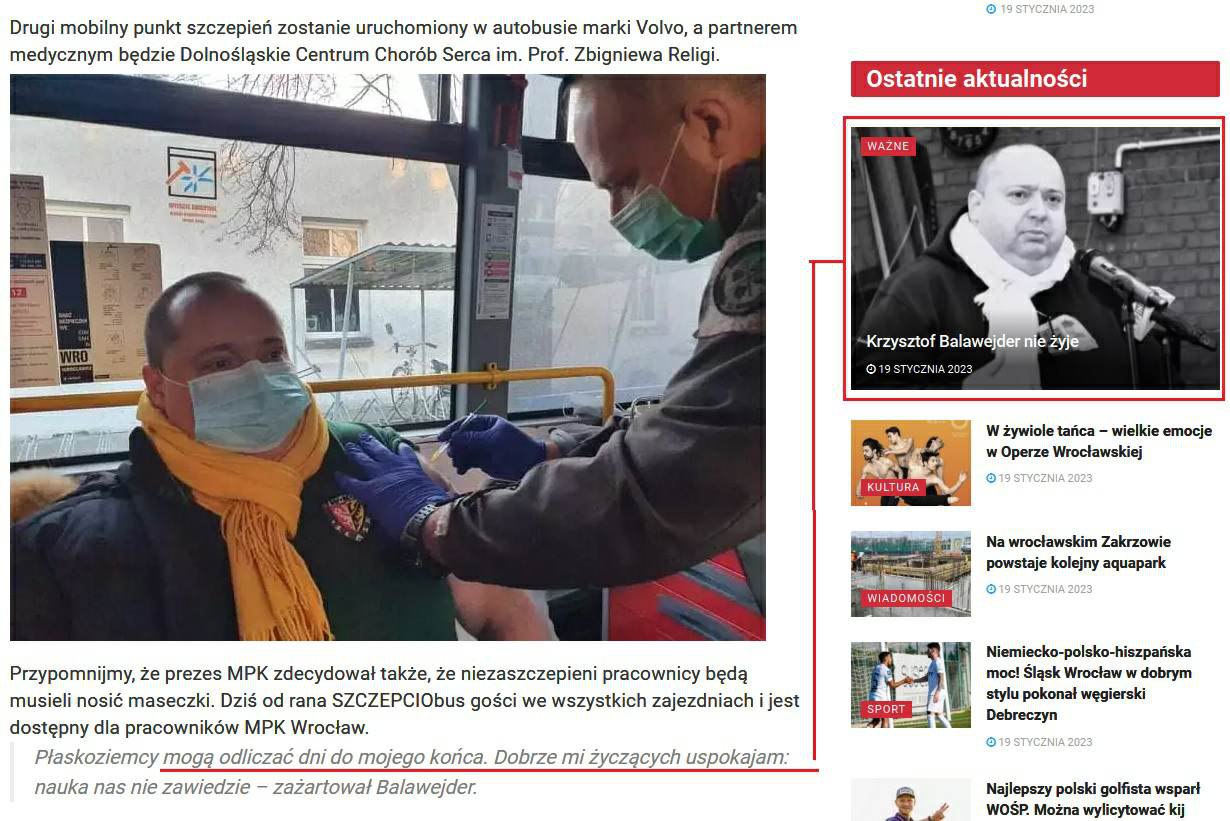 Drugi mobilny punkt szczepień zostanie uruchomiony w autobusie marki Volvo, a partnerem
medycznym będzie Dolnośląskie Centrum Chorób Serca im. Prof. Zbigniewa Religi.
WRO
12
Przypomnijmy, że prezes MPK zdecydował także, że niezaszczepieni pracownicy będą
musieli nosić maseczki. Dziś od rana SZCZEPCIObus gości we wszystkich zajezdniach i jest
dostępny dla pracowników MPK Wrocław.
Płaskoziemcy mogą odliczać dni do mojego końca. Dobrze mi życzących uspokajam:
nauka nas nie zawiedzie – zażartował Balawejder.
19 STYCZNIA 2023
Ostatnie aktualności
WAŻNE
Krzysztof Balawejder nie żyje
19 STYCZNIA 2023
W żywiole tańca – wielkie emocje
w Operze Wrocławskiej
KULTURA
19 STYCZNIA 2023
Na wrocławskim Zakrzowie
powstaje kolejny aquapark
WIADOMOŚCI
19 STYCZNIA 2023
Niemiecko-polsko-hiszpańska
moc! Śląsk Wrocław w dobrym
stylu pokonał węgierski
Debreczyn
SPORT
19 STYCZNIA 2023
Najlepszy polski golfista wsparł
WOŚP. Można wylicytować kij